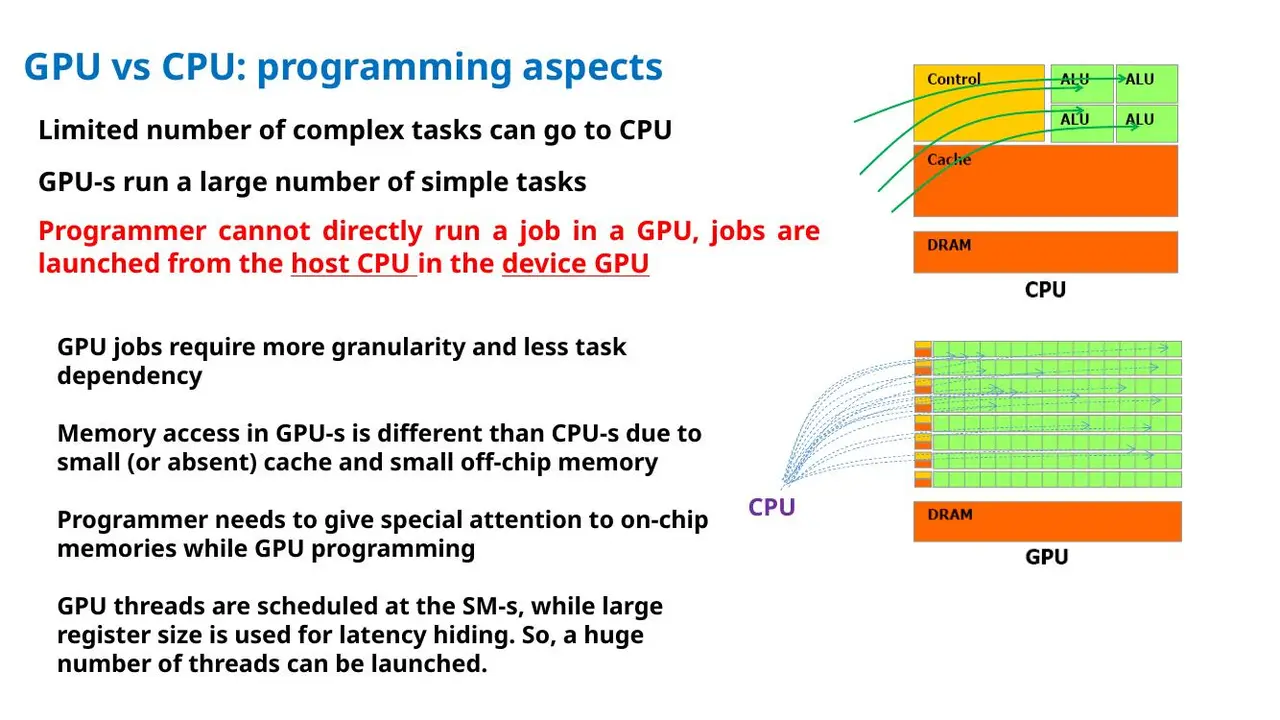 GPU vs CPU: programming aspects
Limited number of complex tasks can go to CPU
GPU-s run a large number of simple tasks
Programmer cannot directly run a job in a GPU, jobs are
launched from the host CPU in the device GPU
GPU jobs require more granularity and less task
dependency
Memory access in GPU-s is different than CPU-s due to
small (or absent) cache and small off-chip memory
Programmer needs to give special attention to on-chip
memories while GPU programming
GPU threads are scheduled at the SM-s, while large
register size is used for latency hiding. So, a huge
number of threads can be launched.
Control
ALU
ALU
ALU
ALU
Cache
DRAM
CPU
CPU
DRAM
GPU